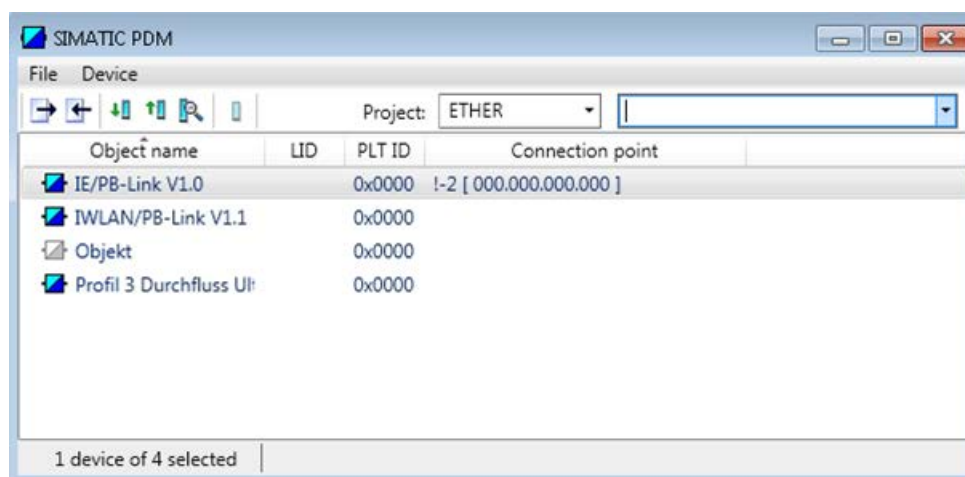 SIMATIC PDM
File Device
Project: ETHER
Object name LID PLT ID Connection point
IE/PB-Link V1.0 0x0000 !-2 [ 000.000.000.000 ]
IWLAN/PB-Link V1.1 0x0000
Objekt 0x0000
Profil 3 Durchfluss Ult 0x0000
1 device of 4 selected